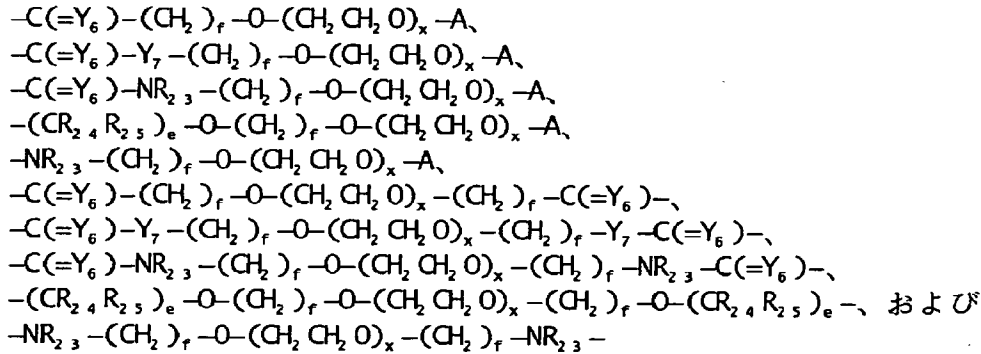 −C(=Y₆)−(CH₂)f−O−(CH₂CH₂O)x−A、
−C(=Y₆)−Y₇−(CH₂)f−O−(CH₂CH₂O)x−A、
−C(=Y₆)−NR₂₃−(CH₂)f−O−(CH₂CH₂O)x−A、
−(CR₂₄R₂₅)e−O−(CH₂)f−O−(CH₂CH₂O)x−A、
−NR₂₃−(CH₂)f−O−(CH₂CH₂O)x−A、
−C(=Y₆)−(CH₂)f−O−(CH₂CH₂O)x−(CH₂)f−C(=Y₆)−、
−C(=Y₆)−Y₇−(CH₂)f−O−(CH₂CH₂O)x−(CH₂)f−Y₇−C(=Y₆)−、
−C(=Y₆)−NR₂₃−(CH₂)f−O−(CH₂CH₂O)x−(CH₂)f−NR₂₃−C(=Y₆)−、
−(CR₂₄R₂₅)e−O−(CH₂)f−O−(CH₂CH₂O)x−(CH₂)f−O−(CR₂₄R₂₅)e−、および
−NR₂₃−(CH₂)f−O−(CH₂CH₂O)x−(CH₂)f−NR₂₃−